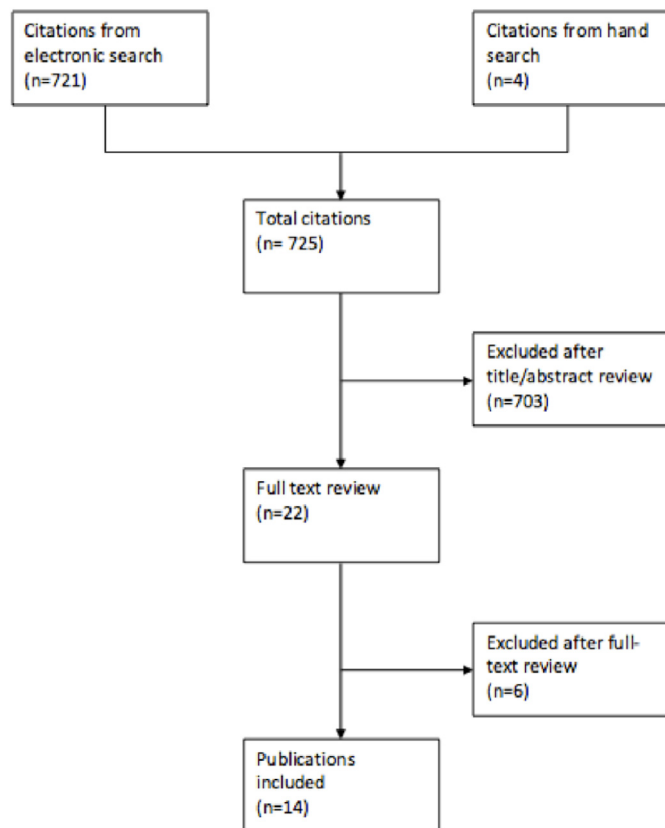 Citations from
electronic search
(n=721)
Citations from hand
search
(n=4)
Total citations
(n= 725)
Excluded after
title/abstract review
(n=703)
Full text review
(n=22)
Excluded after full-
text review
(n=6)
Publications
included
(n=14)